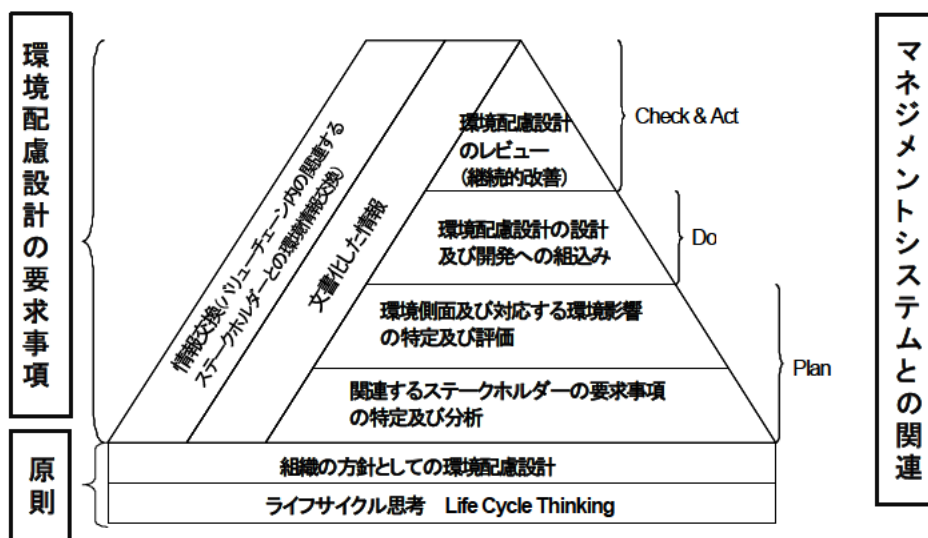 環境配慮設計の要求事項
原則
情報交換(バリューチェーン内の関連する
ステークホルダーとの環境情報交換)
文書化した情報
環境配慮設計
のレビュー
(継続的改善)
環境配慮設計の設計
及び開発への組込み
環境側面及び対応する環境影響
の特定及び評価
関連するステークホルダーの要求事項
の特定及び分析
組織の方針としての環境配慮設計
ライフサイクル思考 Life Cycle Thinking
Check & Act
Do
Plan
マネジメントシステムとの関連